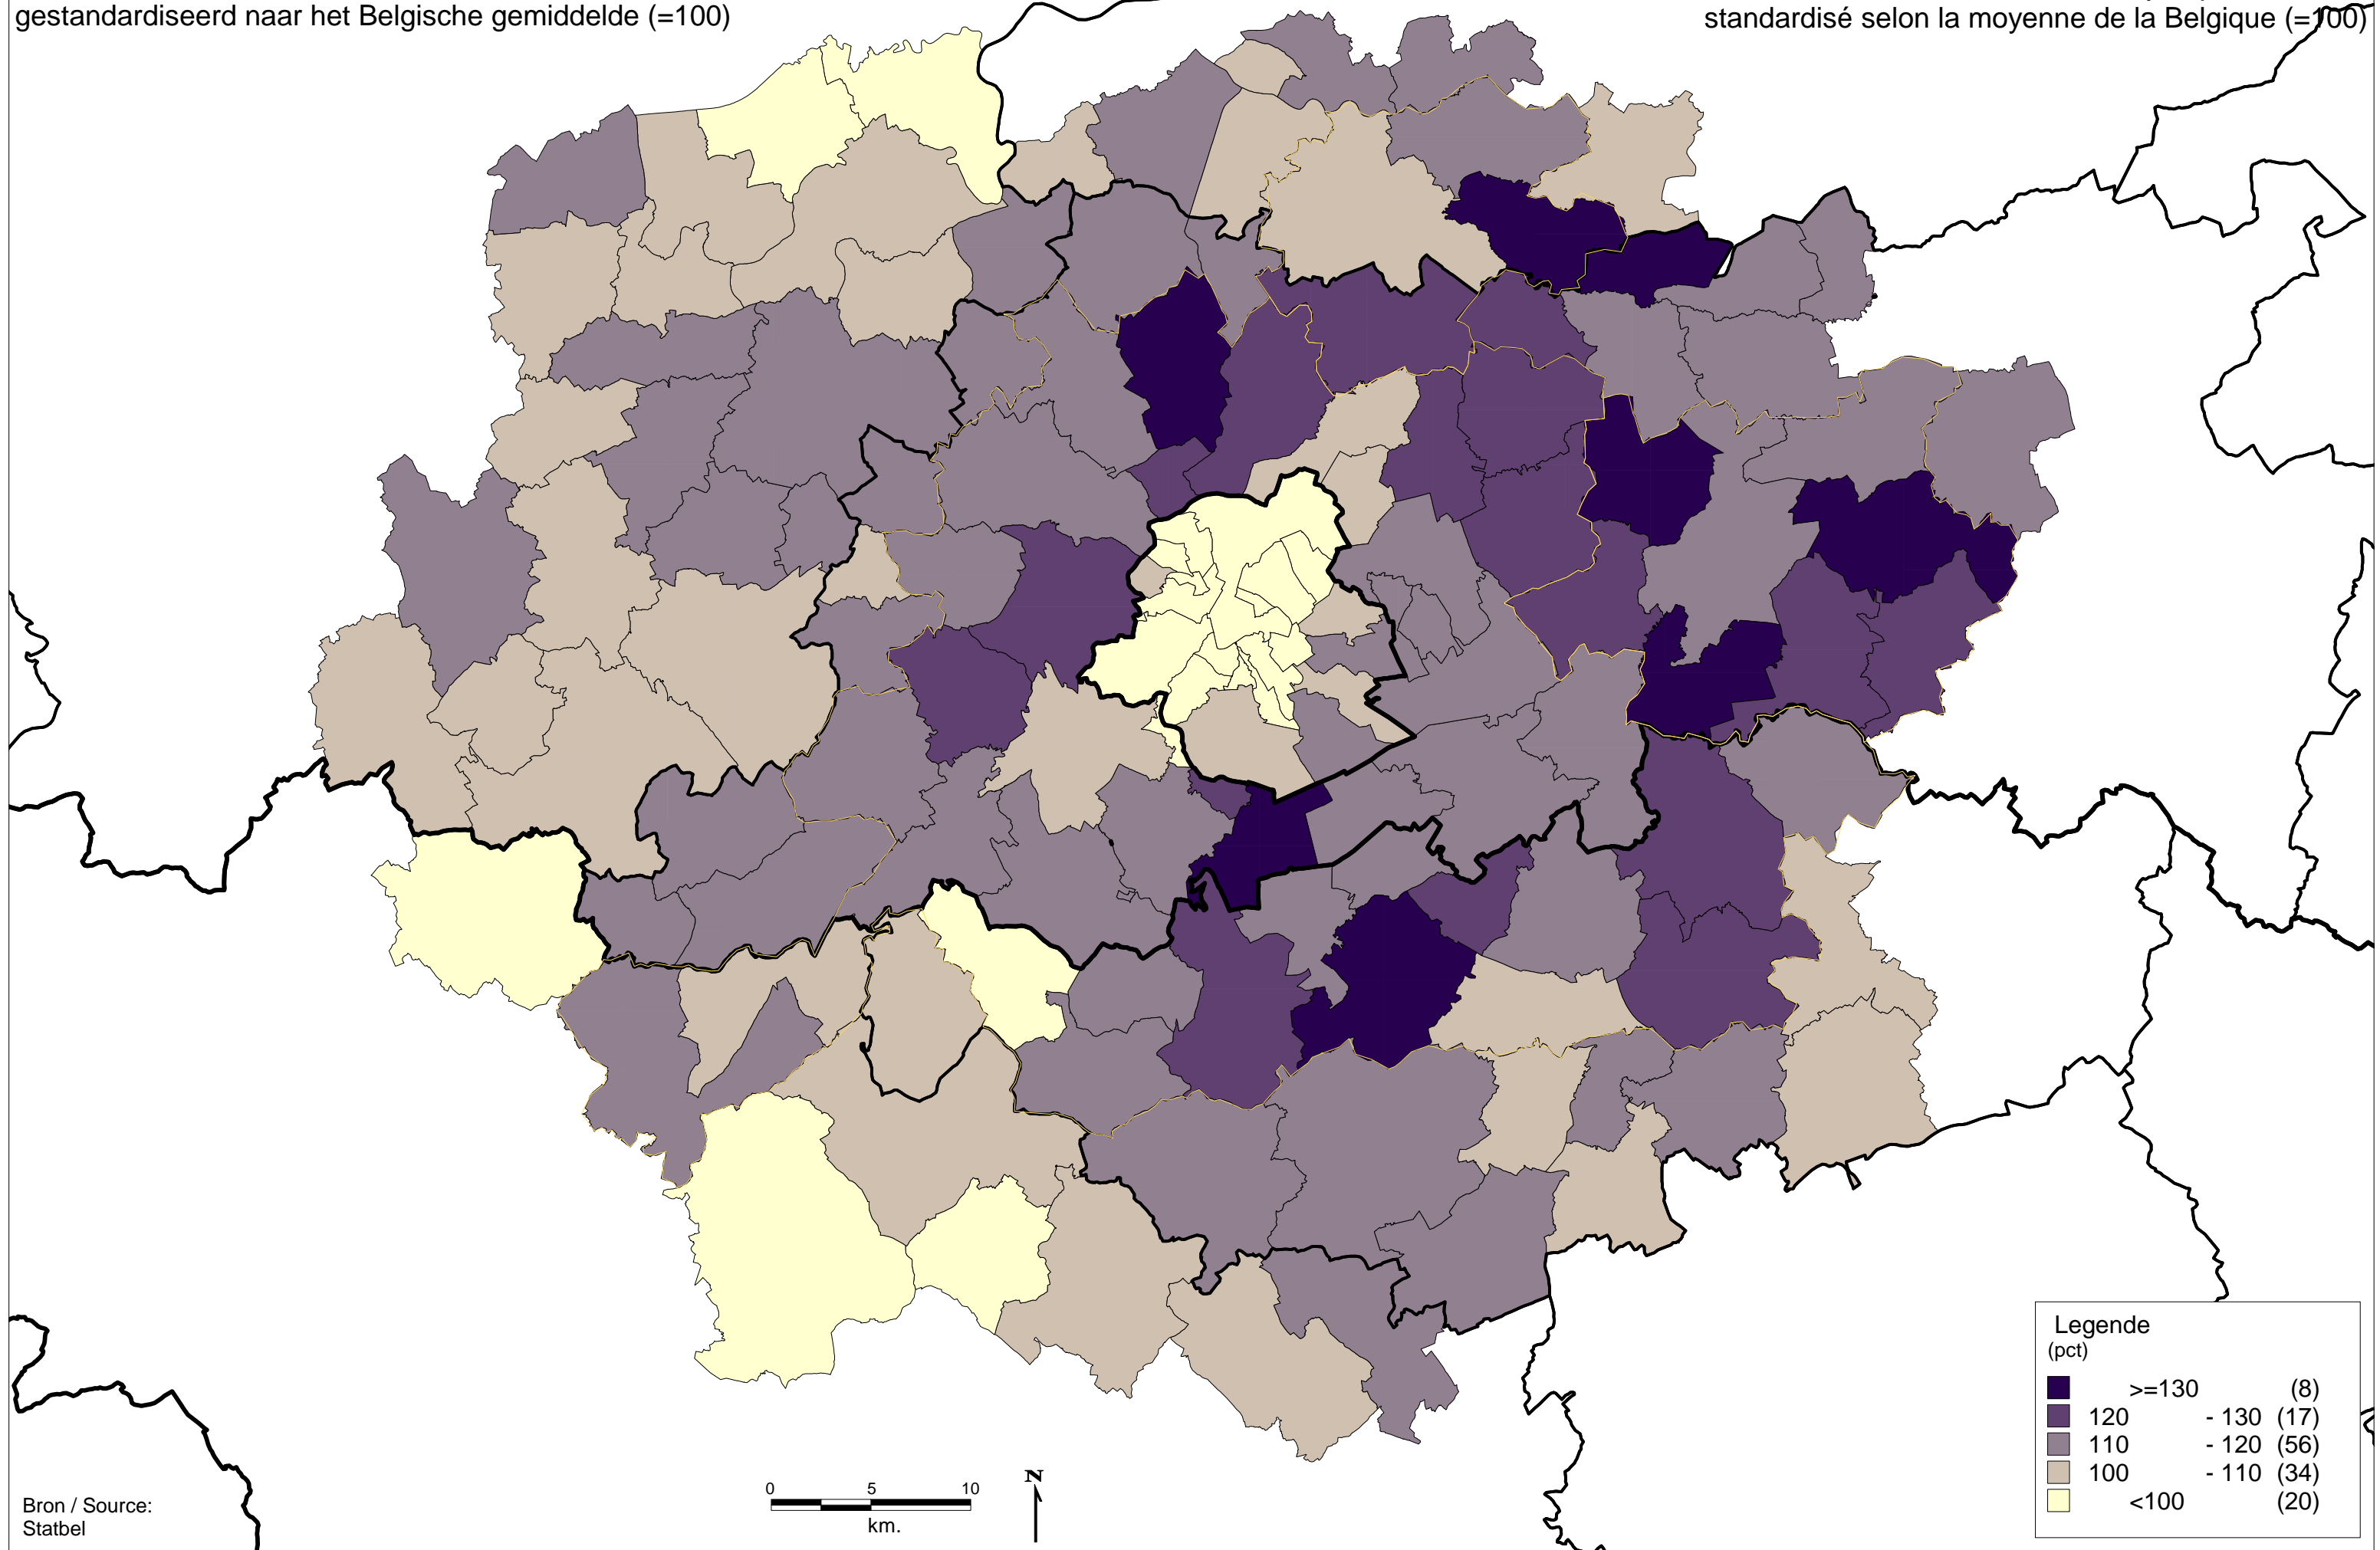 gestandardiseerd naar het Belgische gemiddelde (=100)
standardisé selon la moyenne de la Belgique (=100)
Legende
(pct)
>=130 (8)
120 - 130 (17)
110 - 120 (56)
100 - 110 (34)
<100 (20)
0 5 10
km.
N
Bron / Source:
Statbel